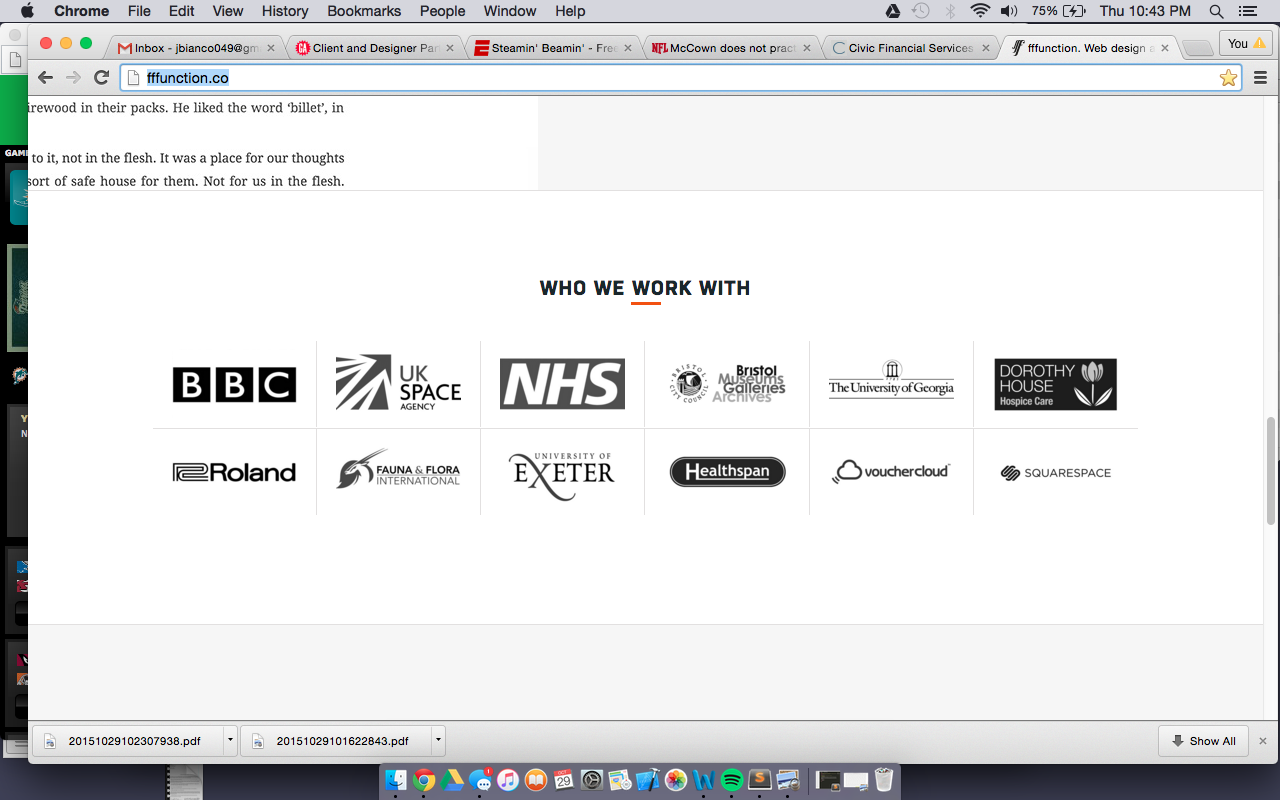 Chrome File Edit View History Bookmarks People Window Help 75% Thu 10:43 PM
Inbox - jbianco049@gm Client and Designer Par Steamin' Beamin' - Free McCown does not pract Civic Financial Services fffunction. Web design a You
fffunction.co
irewood in their packs. He liked the word ‘billet’, in
to it, not in the flesh. It was a place for our thoughts
sort of safe house for them. Not for us in the flesh.
GAM
WHO WE WORK WITH
BBC
UK
SPACE
AGENCY
NHS
BRISTOL
CITY COUNCIL
Bristol
Museums
Galleries
Archives
The University of Georgia
DOROTHY
HOUSE
Hospice Care
Roland
FAUNA & FLORA
INTERNATIONAL
UNIVERSITY OF
EXETER
Healthspan
vouchercloud
SQUARESPACE
Y
N
20151029102307938.pdf 20151029101622843.pdf Show All
OCT
29